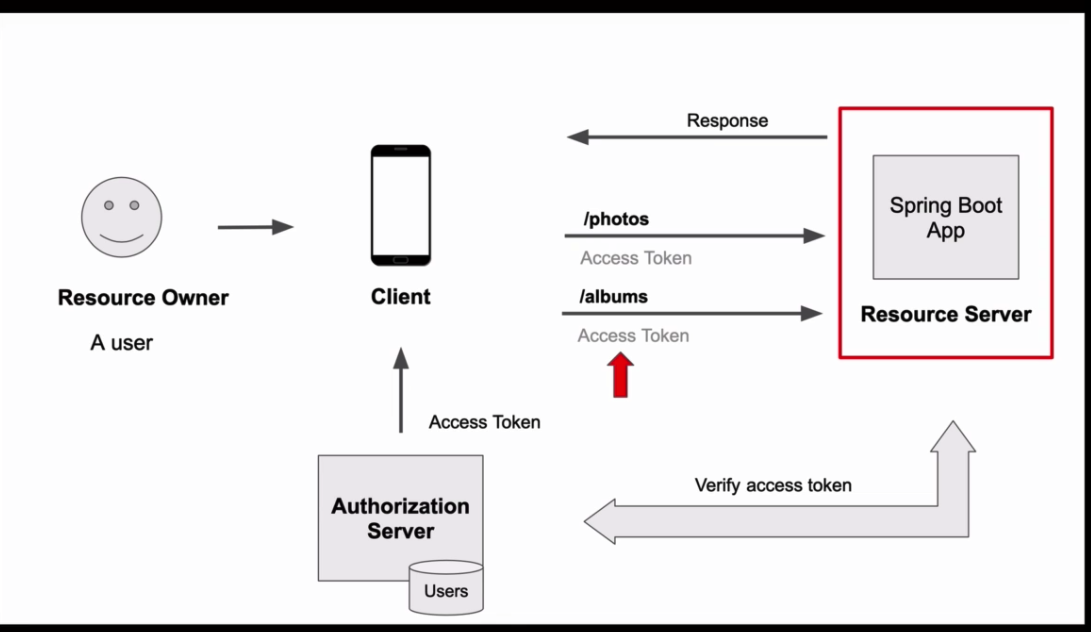 Response
/photos
Access Token
/albums
Access Token
Spring Boot
App
Resource Server
Resource Owner
A user
Client
Access Token
Authorization
Server
Users
Verify access token